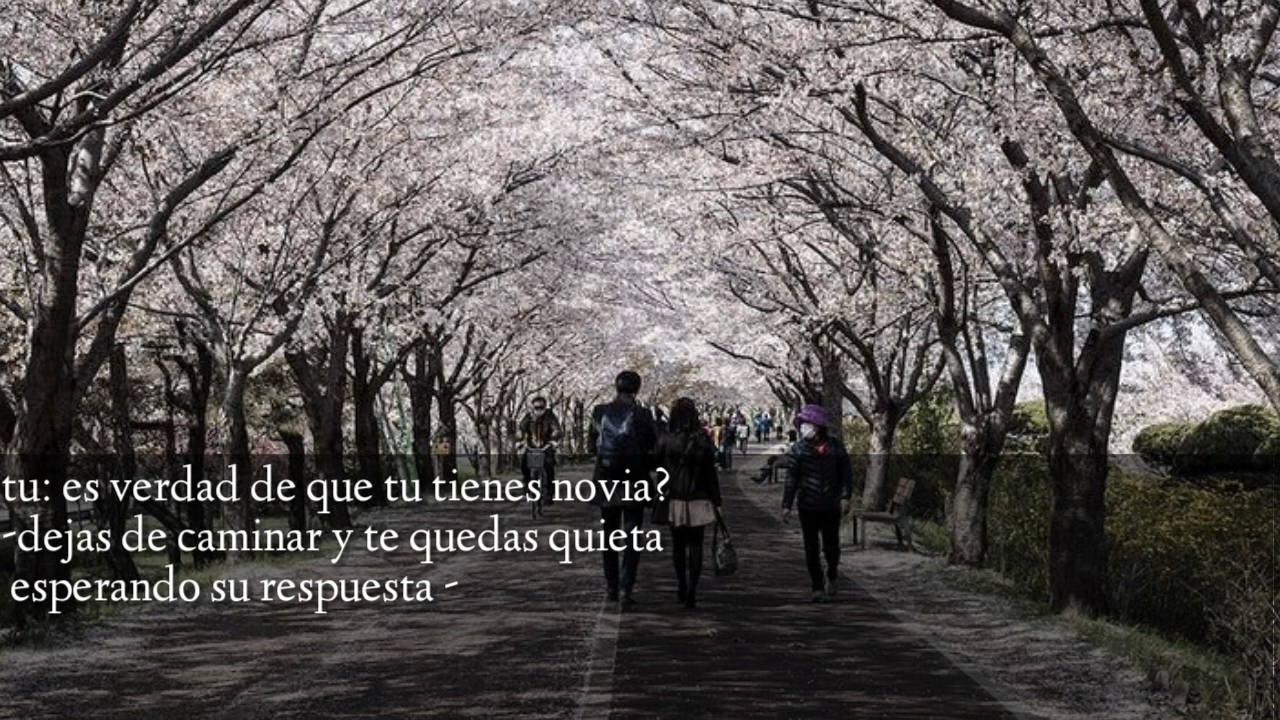 tu: es verdad de que tu tienes novia?
-dejas de caminar y te quedas quieta
esperando su respuesta -